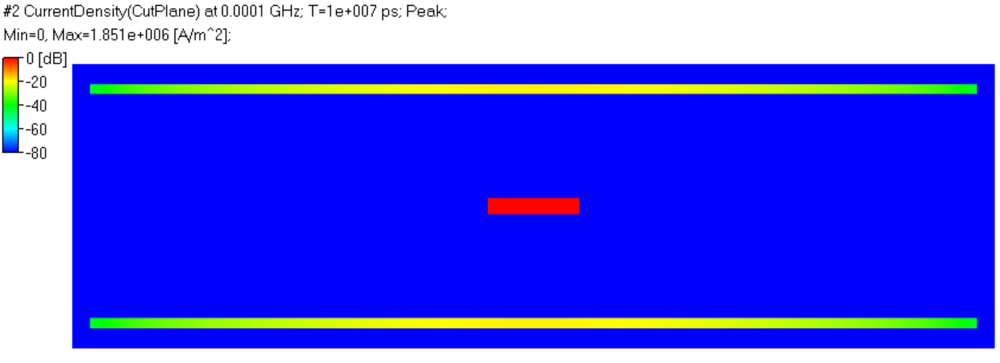 #2 CurrentDensity(CutPlane) at 0.0001 GHz; T=1e+007 ps; Peak;
Min=0, Max=1.851e+006 [A/m^2];
0 [dB]
-20
-40
-60
-80